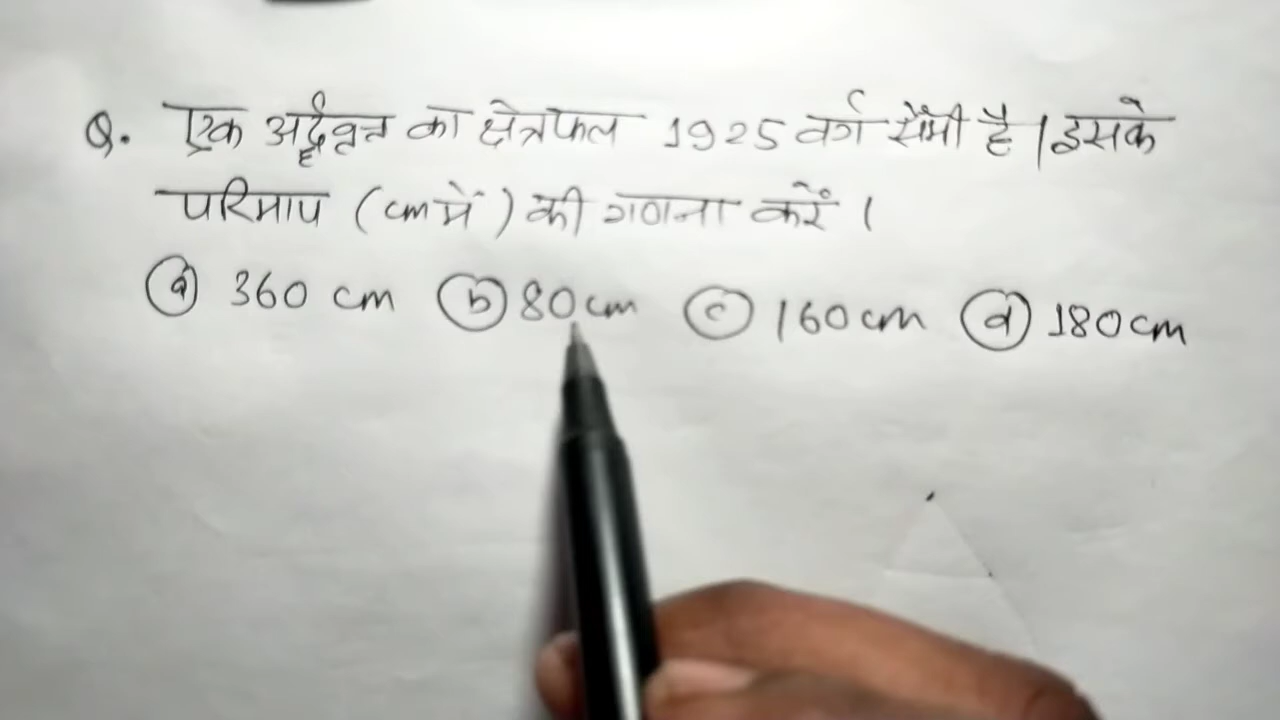 Q. एक अर्द्धवृत्त का क्षेत्रफल 1925 वर्ग सेंमी है । इसके
परिमाप (cm में) की गणना करें ।
(a) 360 cm (b) 80 cm (c) 160 cm (d) 180 cm